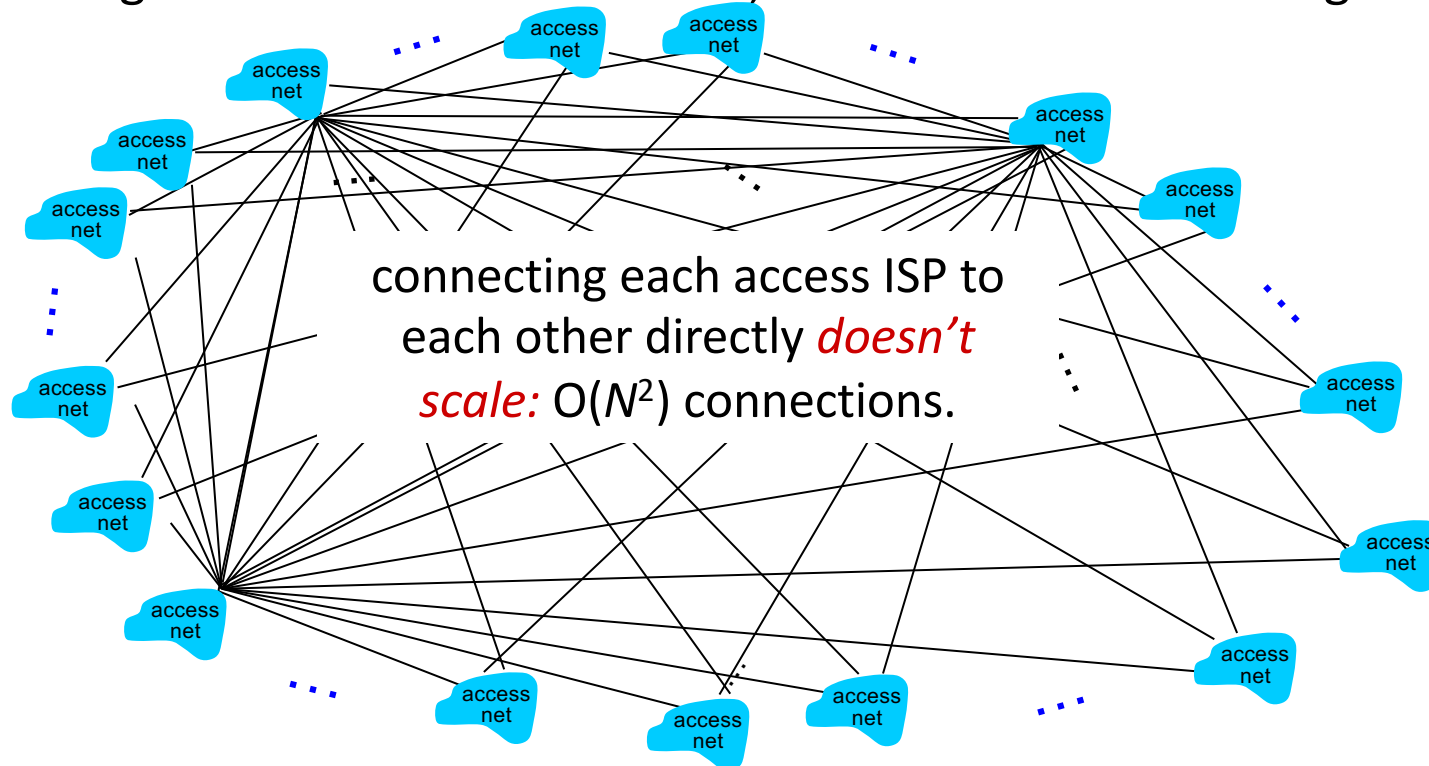 access
net
access
net
access
net
access
net
access
net
access
net
access
net
connecting each access ISP to
each other directly doesn’t
scale: O(N²) connections.
access
net
access
net
access
net
access
net
access
net
access
net
access
net
access
net
access
net